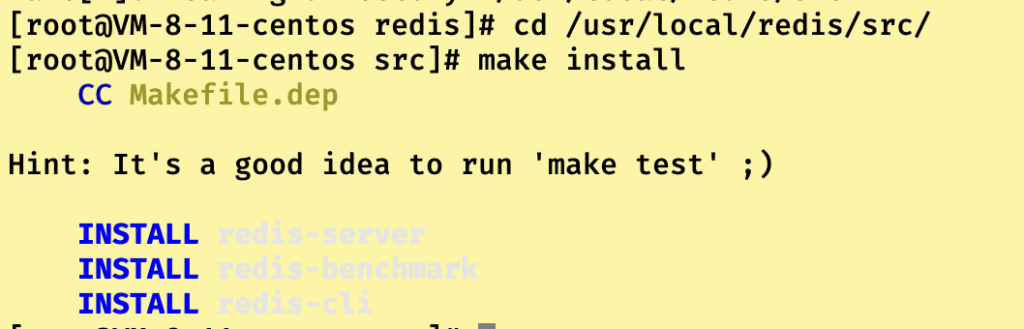 [root@VM-8-11-centos redis]# cd /usr/local/redis/src/
[root@VM-8-11-centos src]# make install
CC Makefile.dep
Hint: It's a good idea to run 'make test' ;)
INSTALL redis-server
INSTALL redis-benchmark
INSTALL redis-cli